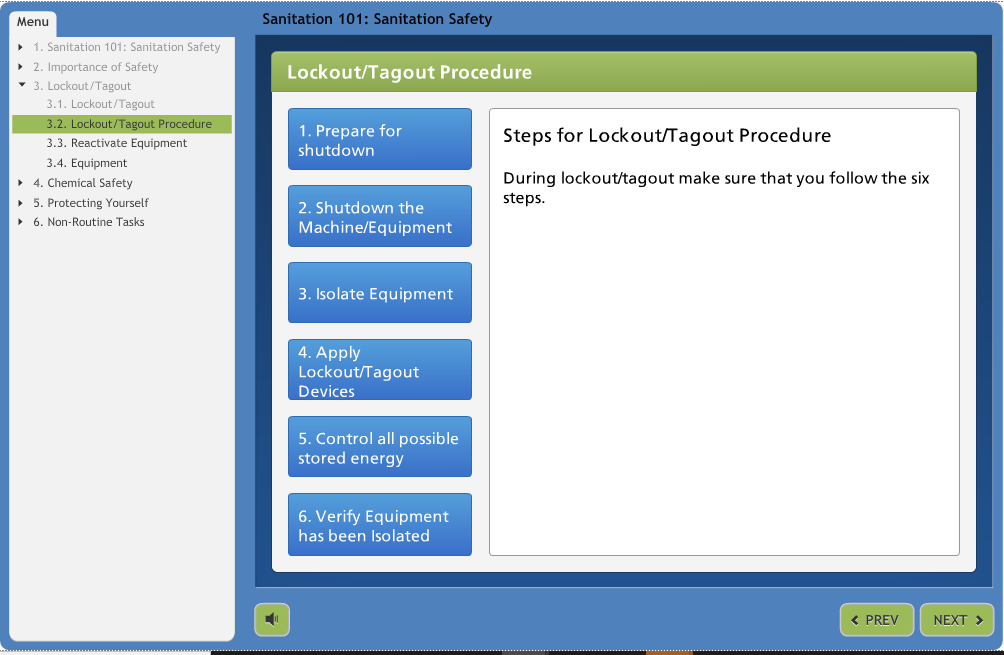 Menu
1. Sanitation 101: Sanitation Safety
2. Importance of Safety
3. Lockout/Tagout
3.1. Lockout/Tagout
3.2. Lockout/Tagout Procedure
3.3. Reactivate Equipment
3.4. Equipment
4. Chemical Safety
5. Protecting Yourself
6. Non-Routine Tasks
Sanitation 101: Sanitation Safety
Lockout/Tagout Procedure
1. Prepare for
shutdown
2. Shutdown the
Machine/Equipment
3. Isolate Equipment
4. Apply
Lockout/Tagout
Devices
5. Control all possible
stored energy
6. Verify Equipment
has been Isolated
Steps for Lockout/Tagout Procedure
During lockout/tagout make sure that you follow the six
steps.
PREV
NEXT